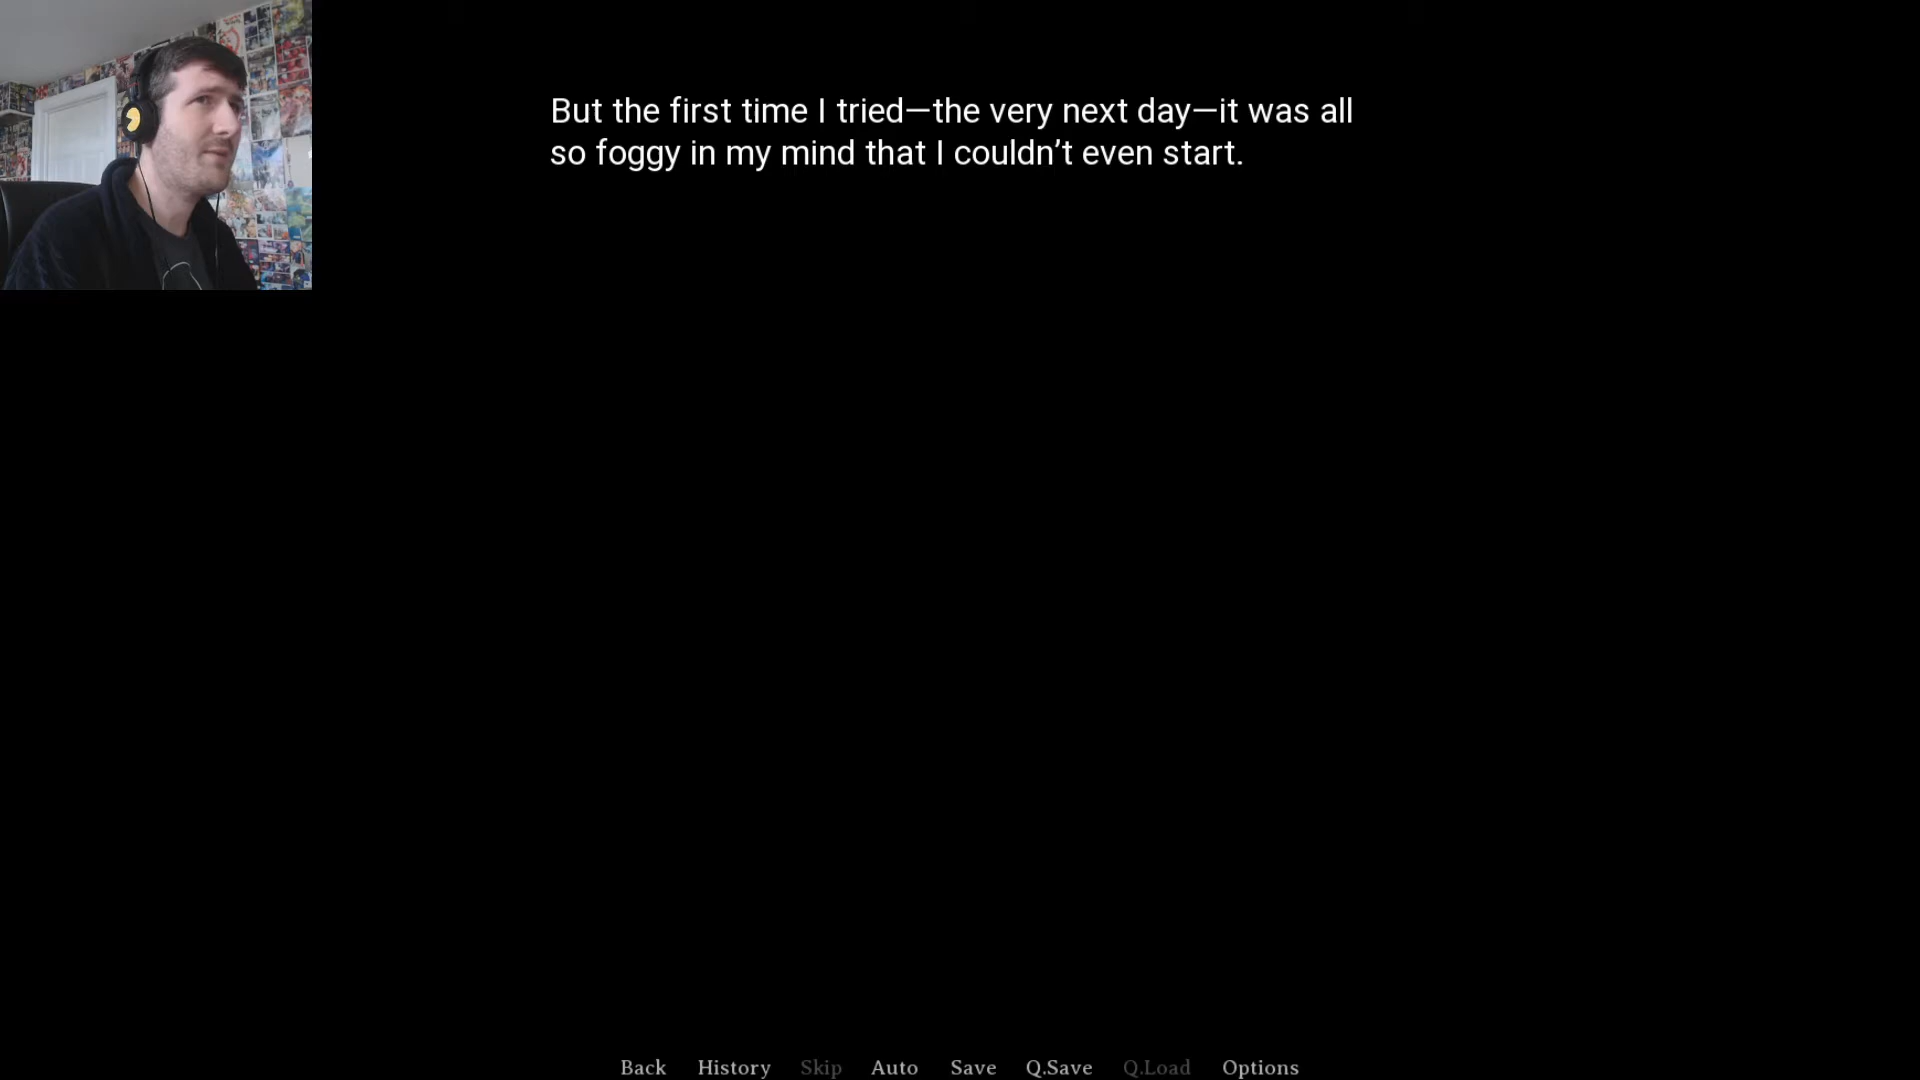 But the first time I tried—the very next day—it was all
so foggy in my mind that I couldn’t even start.
Back History Skip Auto Save Q.Save Q.Load Options